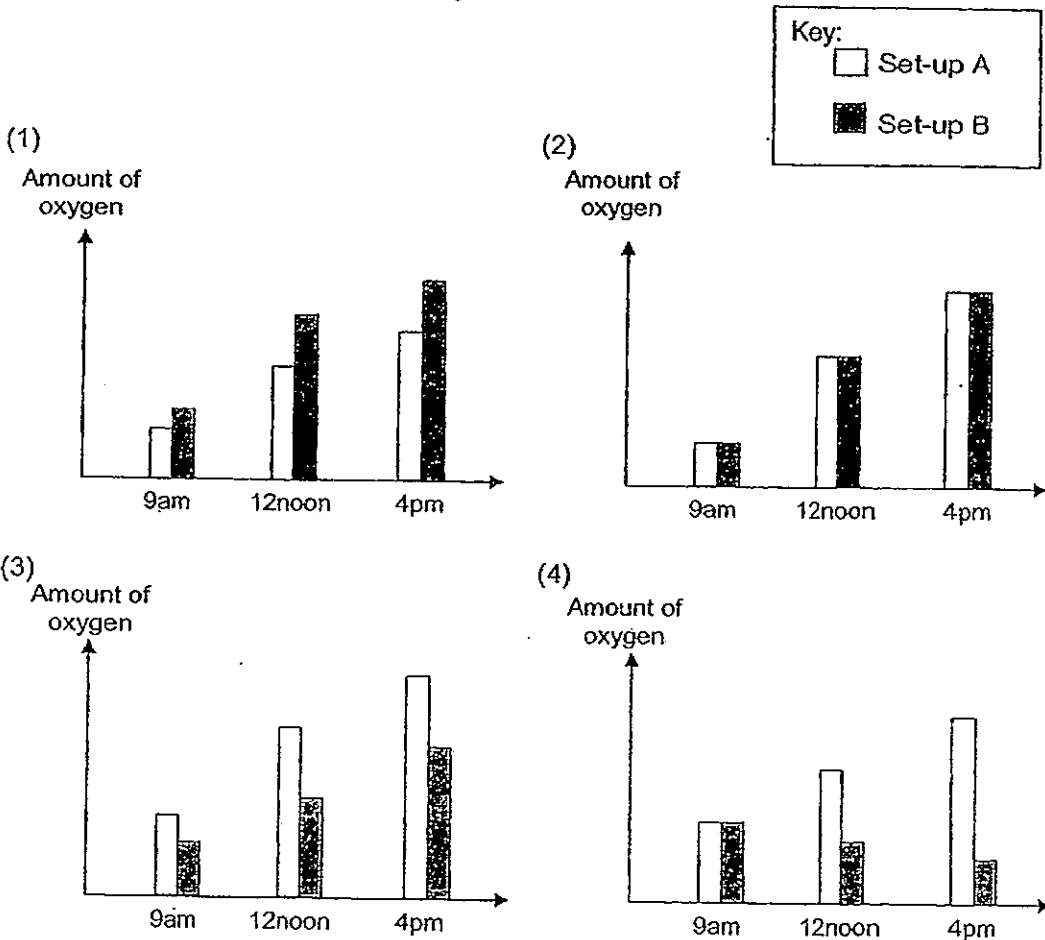 Key:
Set-up A
Set-up B
(1)
Amount of
oxygen
9am 12noon 4pm
(2)
Amount of
oxygen
9am 12noon 4pm
(3)
Amount of
oxygen
9am 12noon 4pm
(4)
Amount of
oxygen
9am 12noon 4pm